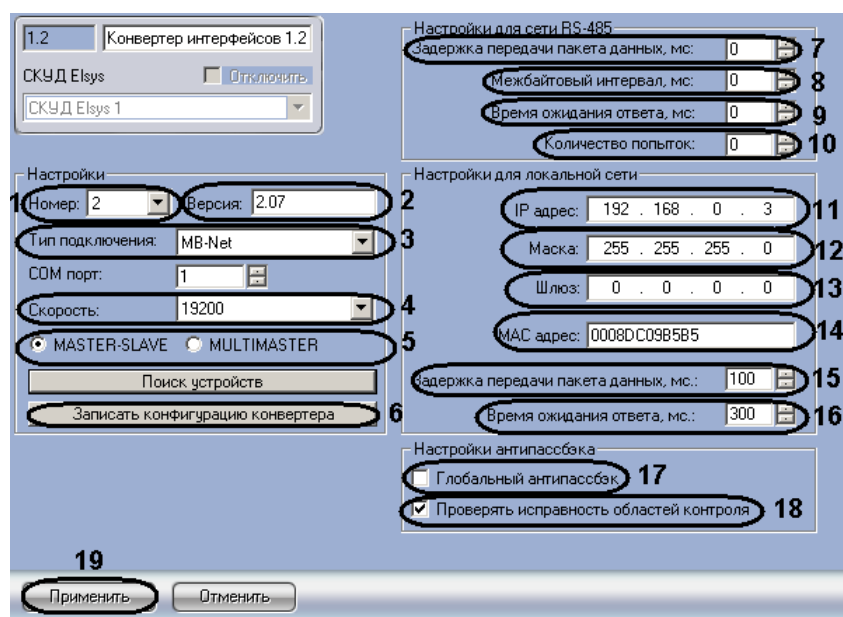 1.2 Конвертер интерфейсов 1.2
СКУД Elsys Отключить
СКУД Elsys 1
Настройки
1 Номер: 2 Версия: 2.07 2
Тип подключения: MB-Net 3
COM порт: 1
Скорость: 19200 4
MASTER-SLAVE MULTIMASTER 5
Поиск устройств
Записать конфигурацию конвертера 6
Настройки для сети RS-485
Задержка передачи пакета данных, мс: 0 7
Межбайтовый интервал, мс: 0 8
Время ожидания ответа, мс: 0 9
Количество попыток: 0 10
Настройки для локальной сети
IP адрес: 192 . 168 . 0 . 3 11
Маска: 255 . 255 . 255 . 0 12
Шлюз: 0 . 0 . 0 . 0 13
MAC адрес: 0008DC09B5B5 14
Задержка передачи пакета данных, мс.: 100 15
Время ожидания ответа, мс.: 300 16
Настройки антипассбэка
Глобальный антипассбэк 17
Проверять исправность областей контроля 18
19
Применить Отменить